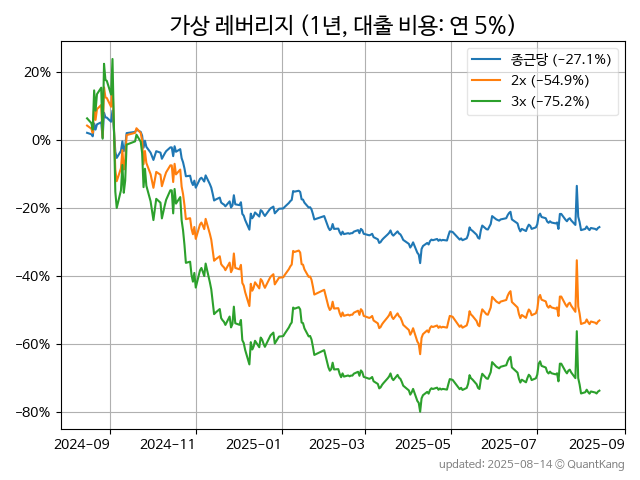 가상 레버리지 (1년, 대출 비용: 연 5%)
종근당 (-27.1%)
2x (-54.9%)
3x (-75.2%)
20%
0%
-20%
-40%
-60%
-80%
2024-09 2024-11 2025-01 2025-03 2025-05 2025-07 2025-09
updated: 2025-08-14 © QuantKang